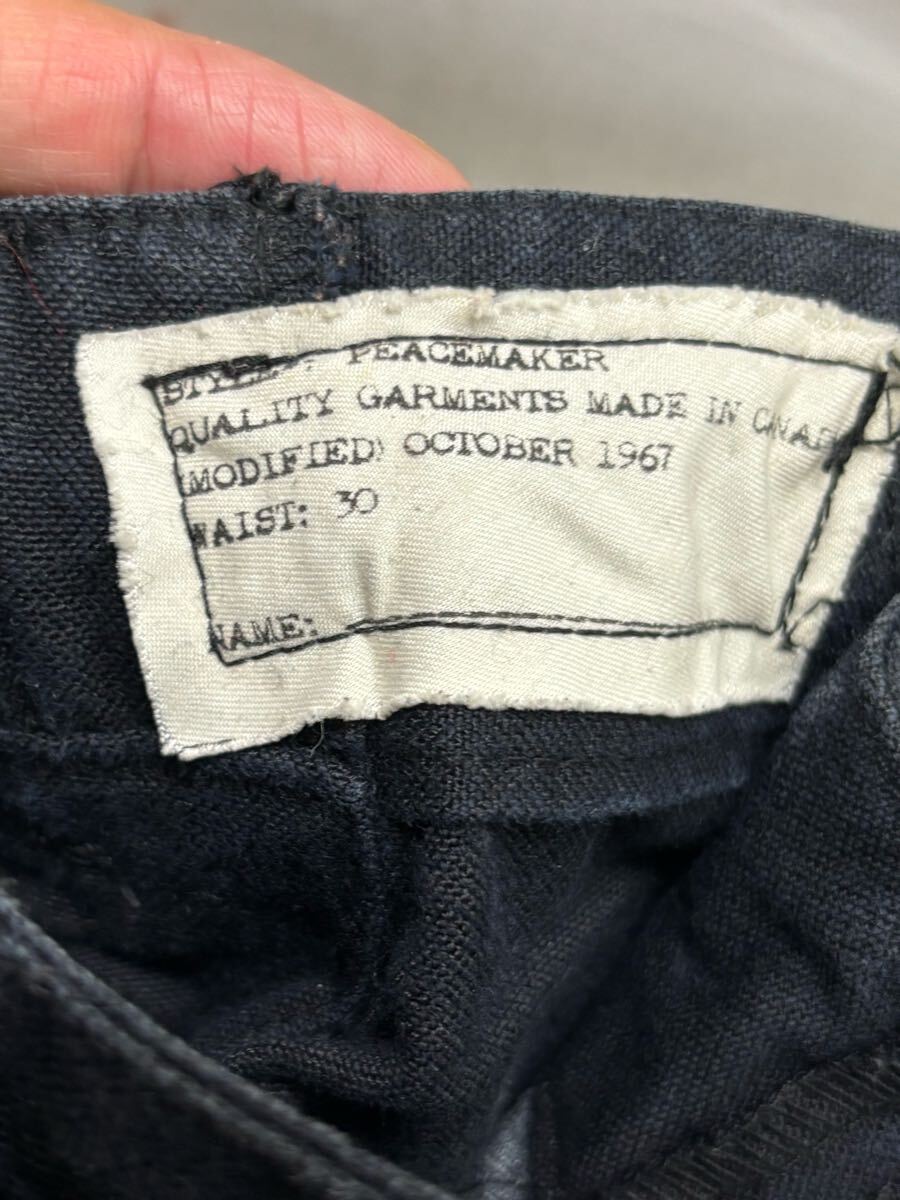 PEACEMAKER
QUALITY GARMENTS MADE IN
(MODIFIED) OCTOBER 1967
WAIST: 30
NAME: